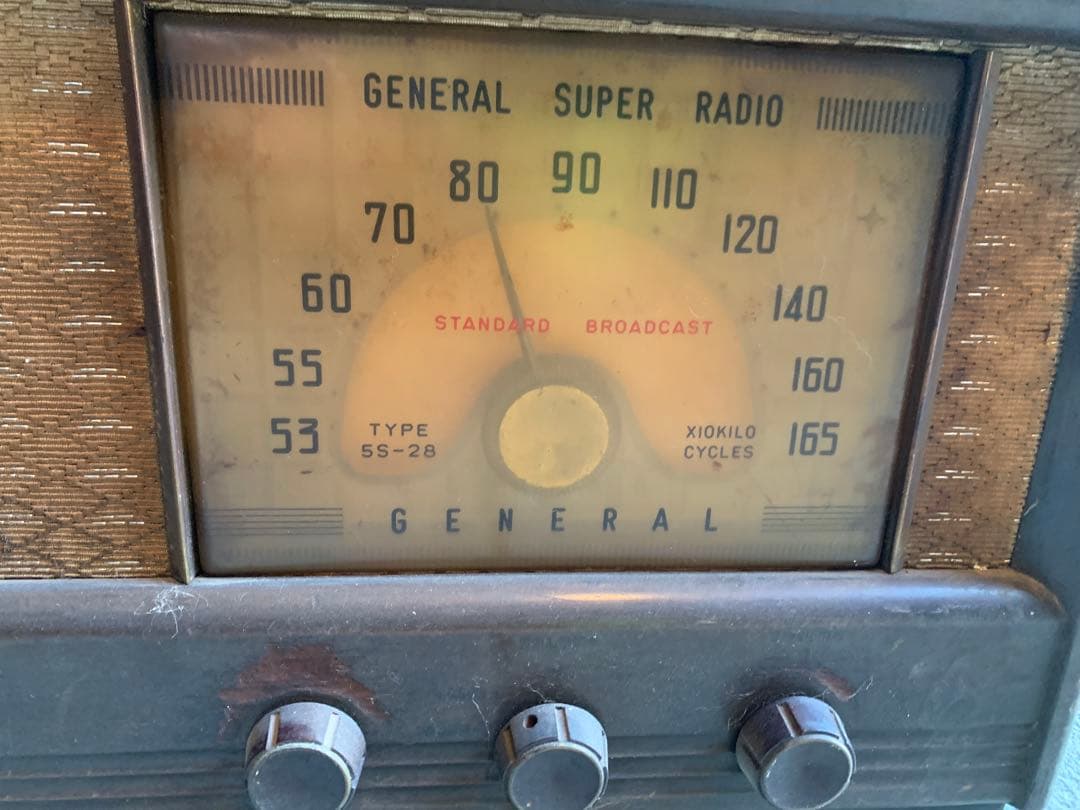 GENERAL SUPER RADIO
80 90 110
70 120
60 140
55 160
53 165
STANDARD BROADCAST
TYPE
5S-28
X10KILO
CYCLES
GENERAL